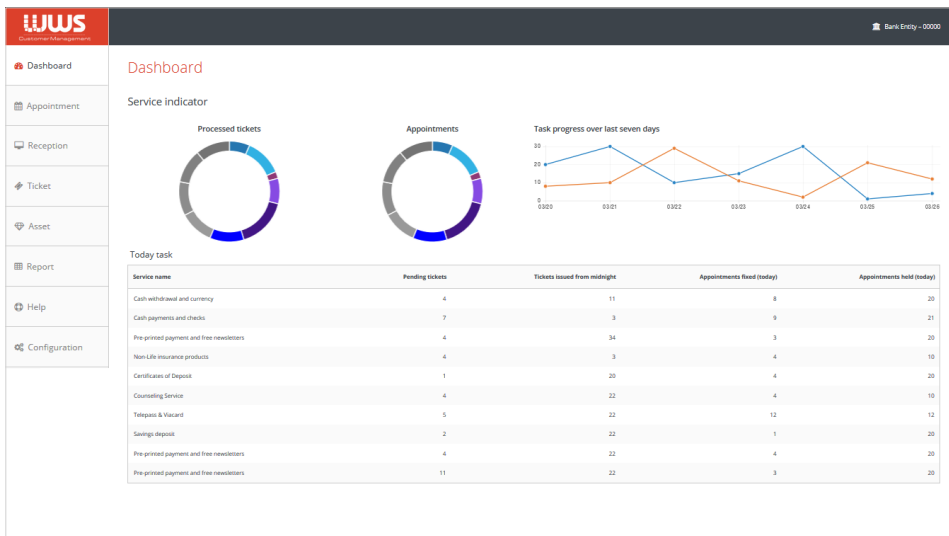 WWS
Customer Management
Bank Entity – 00000
Dashboard
Appointment
Reception
Ticket
Asset
Report
Help
Configuration
Dashboard
Service indicator
Processed tickets
Appointments
Task progress over last seven days
30
20
10
0
03/20 03/21 03/22 03/23 03/24 03/25 03/26
Today task
Service name Pending tickets Tickets issued from midnight Appointments fixed (today) Appointments held (today)
Cash withdrawal and currency 4 11 8 20
Cash payments and checks 7 3 9 21
Pre-printed payment and free newsletters 4 34 3 20
Non-Life insurance products 4 3 4 10
Certificates of Deposit 1 20 4 20
Counseling Service 4 22 4 10
Telepass & Viacard 5 22 12 12
Savings deposit 2 22 1 20
Pre-printed payment and free newsletters 4 22 4 20
Pre-printed payment and free newsletters 11 22 3 20